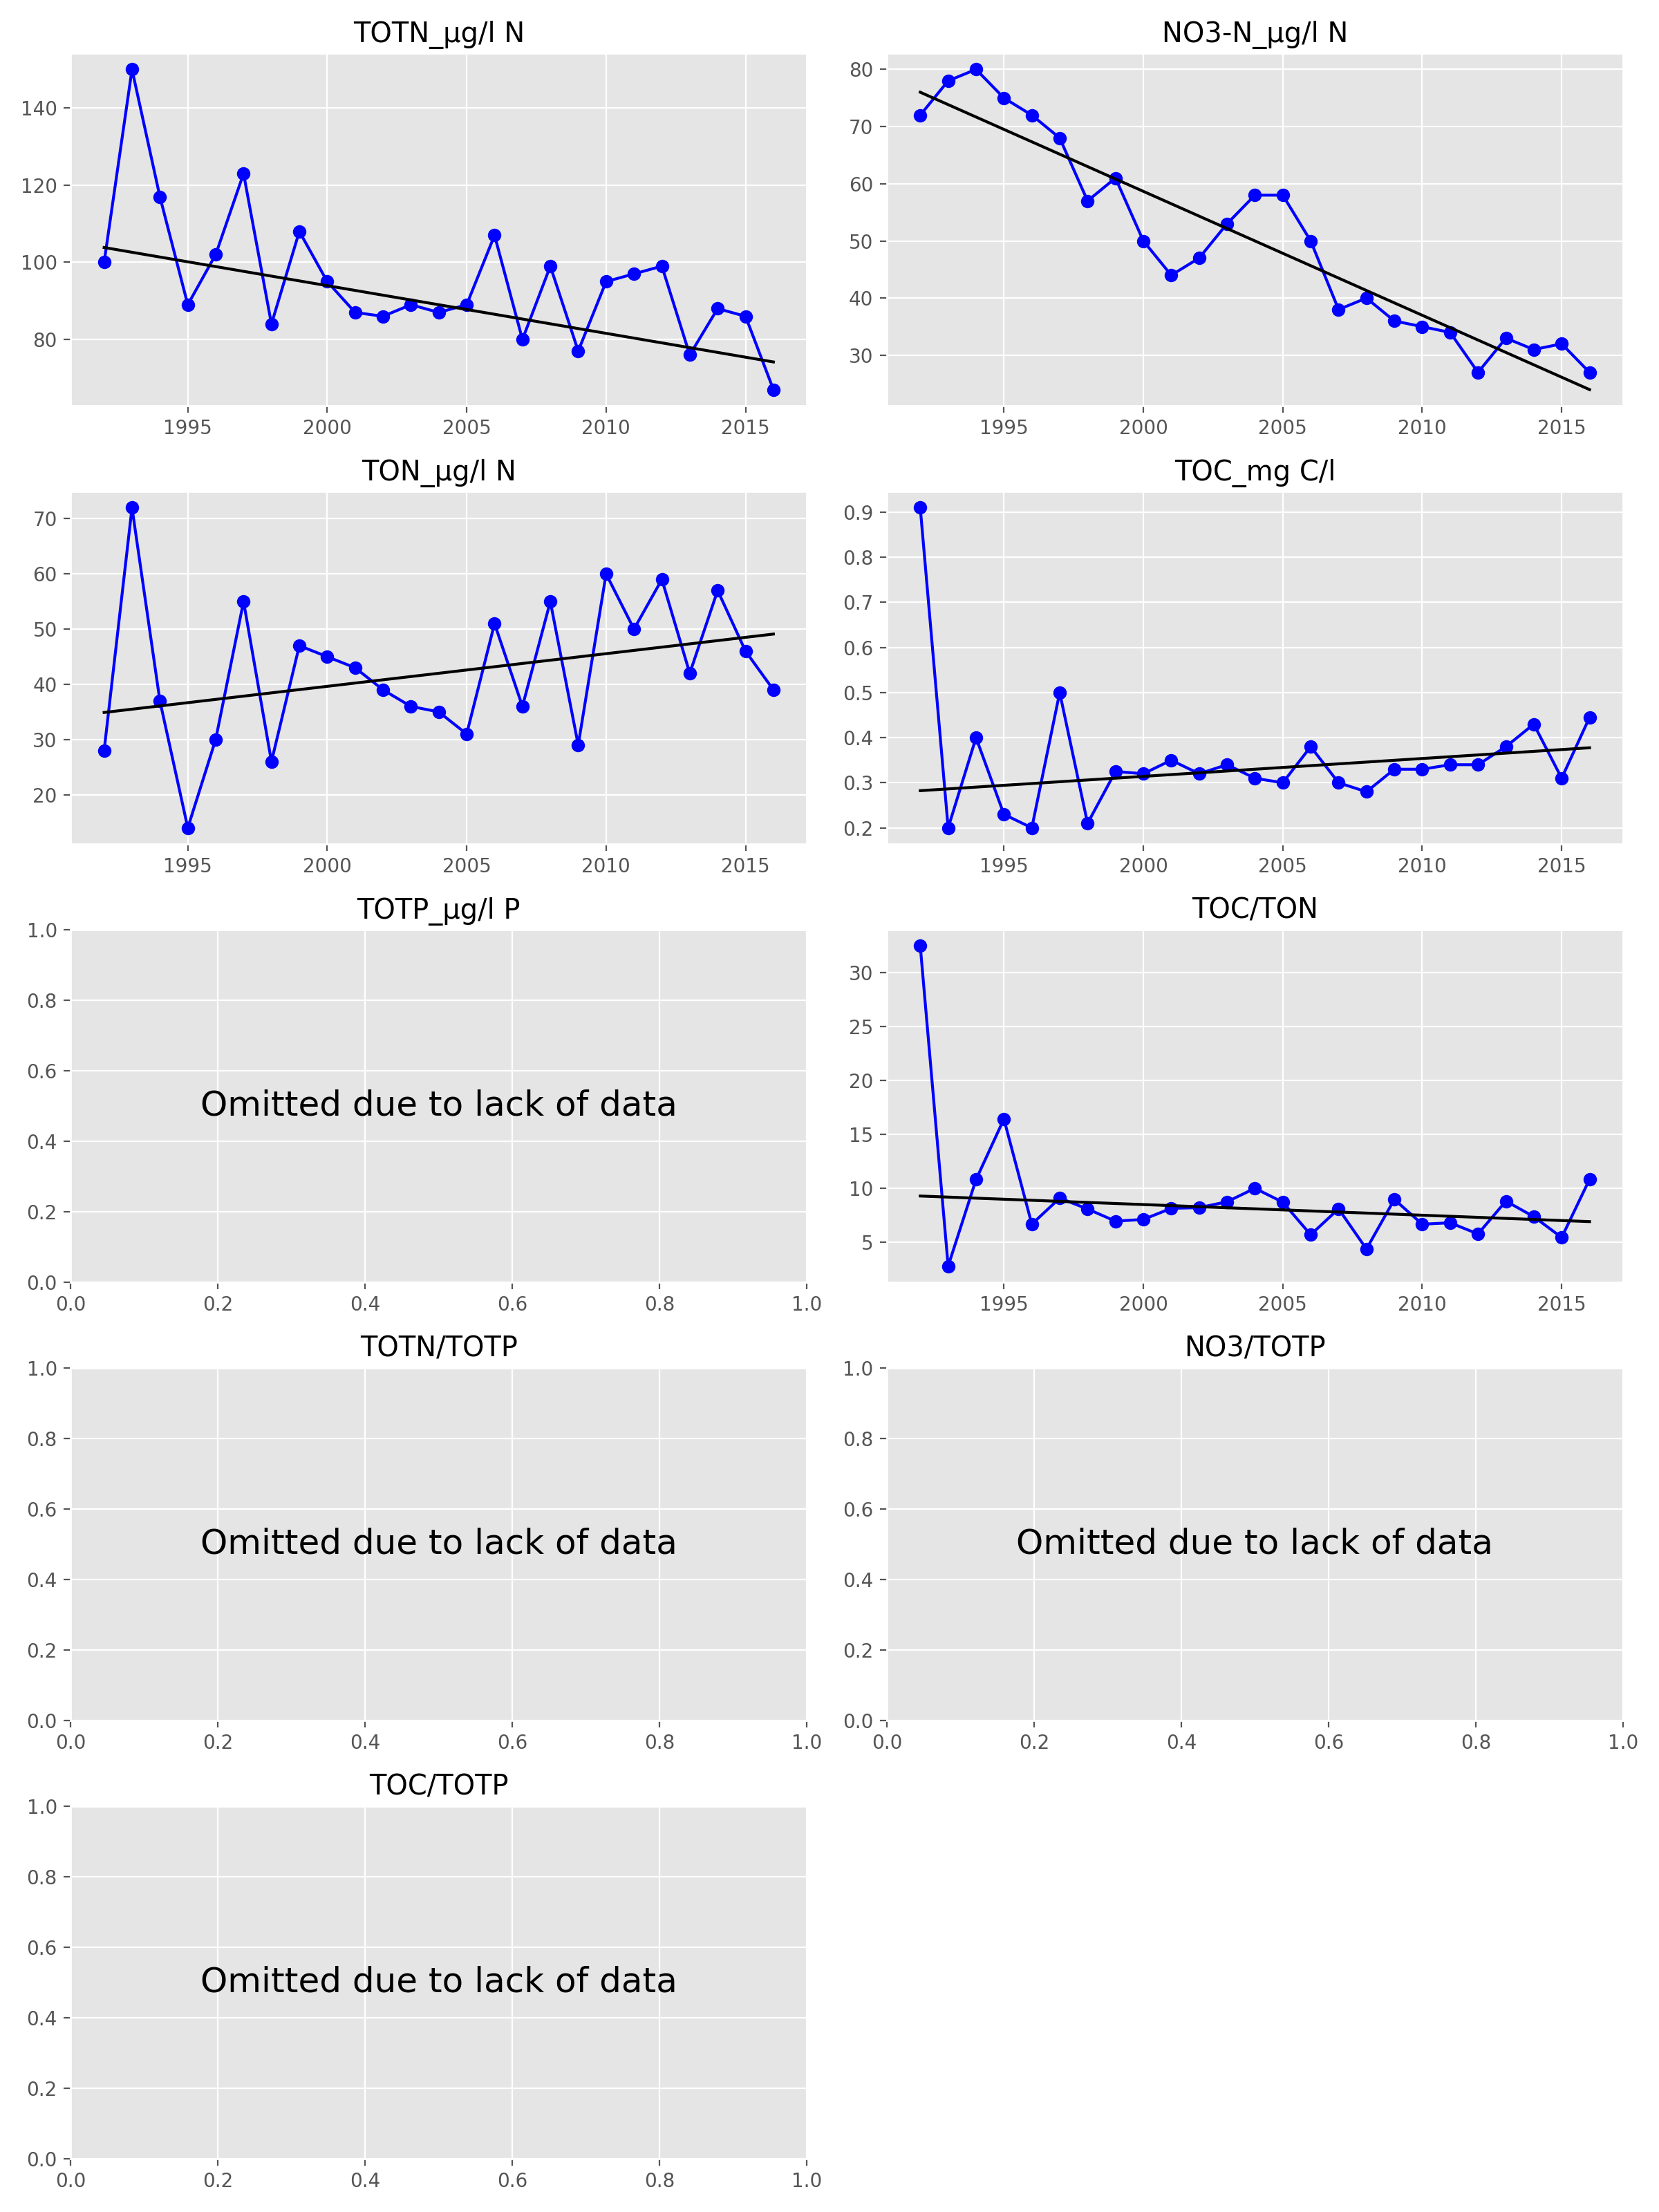 TOTN_µg/l N
140
120
100
80
1995 2000 2005 2010 2015
NO3-N_µg/l N
80
70
60
50
40
30
1995 2000 2005 2010 2015
TON_µg/l N
70
60
50
40
30
20
1995 2000 2005 2010 2015
TOC_mg C/l
0.9
0.8
0.7
0.6
0.5
0.4
0.3
0.2
1995 2000 2005 2010 2015
TOTP_µg/l P
1.0
0.8
0.6
Omitted due to lack of data
0.4
0.2
0.0
0.0 0.2 0.4 0.6 0.8 1.0
TOC/TON
30
25
20
15
10
5
1995 2000 2005 2010 2015
TOTN/TOTP
1.0
0.8
0.6
Omitted due to lack of data
0.4
0.2
0.0
0.0 0.2 0.4 0.6 0.8 1.0
NO3/TOTP
1.0
0.8
0.6
Omitted due to lack of data
0.4
0.2
0.0
0.0 0.2 0.4 0.6 0.8 1.0
TOC/TOTP
1.0
0.8
0.6
Omitted due to lack of data
0.4
0.2
0.0
0.0 0.2 0.4 0.6 0.8 1.0